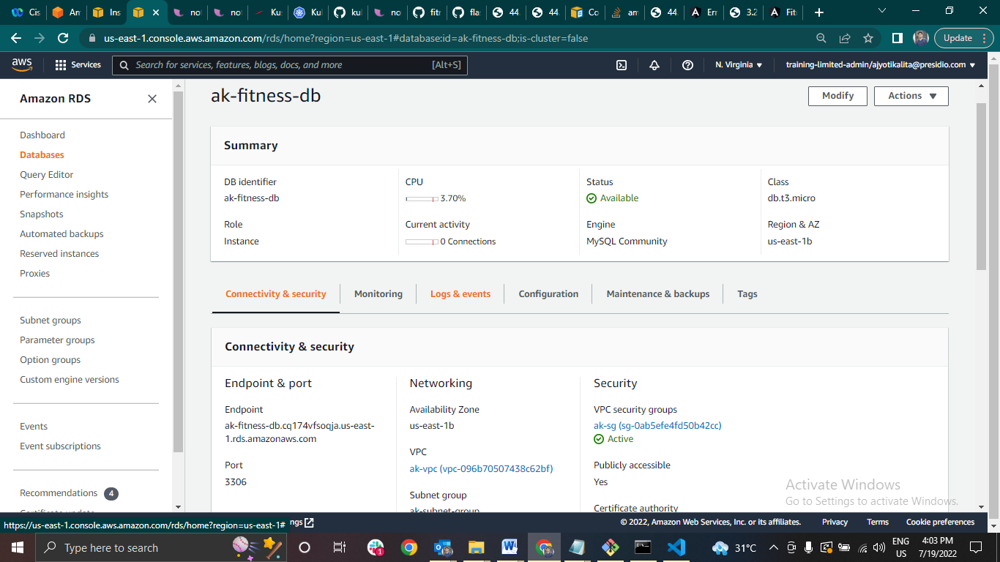 Cis
An
Ins
no
no
Ku
Ku
ku
no
fitn
fla
44.
44.
Co
am
44.
Err
3.2
Fit
us-east-1.console.aws.amazon.com/rds/home?region=us-east-1#database:id=ak-fitness-db;is-cluster=false
Update
aws
Services
Search for services, features, blogs, docs, and more
[Alt+S]
N. Virginia
training-limited-admin/ajyotikalita@presidio.com
Amazon RDS
Dashboard
Databases
Query Editor
Performance insights
Snapshots
Automated backups
Reserved instances
Proxies
Subnet groups
Parameter groups
Option groups
Custom engine versions
Events
Event subscriptions
Recommendations 4
Certificate update
ak-fitness-db
Modify
Actions
Summary
DB identifier
ak-fitness-db
CPU
3.70%
Status
Available
Class
db.t3.micro
Role
Instance
Current activity
0 Connections
Engine
MySQL Community
Region & AZ
us-east-1b
Connectivity & security
Monitoring
Logs & events
Configuration
Maintenance & backups
Tags
Connectivity & security
Endpoint & port
Endpoint
ak-fitness-db.cq174vfsoqja.us-east-
1.rds.amazonaws.com
Port
3306
Networking
Availability Zone
us-east-1b
VPC
ak-vpc (vpc-096b70507438c62bf)
Subnet group
ak-subnet-group
Security
VPC security groups
ak-sg (sg-0ab5efe4fd50b42cc)
Active
Publicly accessible
Yes
Certificate authority
Activate Windows
Go to Settings to activate Windows.
https://us-east-1.console.aws.amazon.com/rds/home?region=us-east-1#
ngs
© 2022, Amazon Web Services, Inc. or its affiliates.
Privacy
Terms
Cookie preferences
Type here to search
1
31°C
ENG
US
4:03 PM
7/19/2022